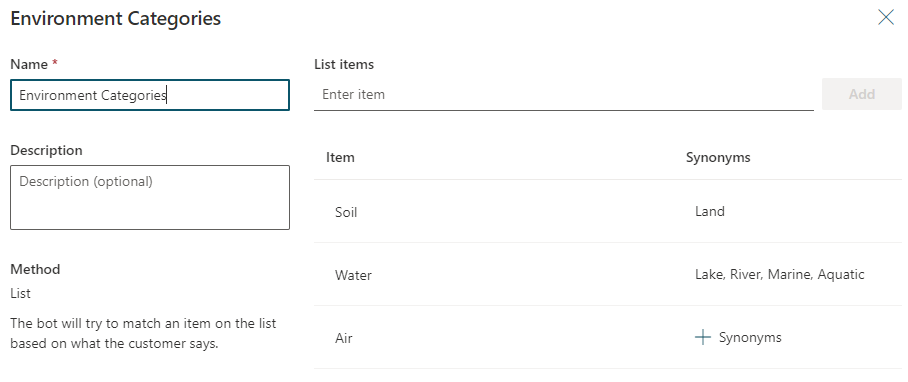 Environment Categories
Name *
Environment Categories
Description
Description (optional)
Method
List
The bot will try to match an item on the list
based on what the customer says.
List items
Enter item
Add
Item Synonyms
Soil Land
Water Lake, River, Marine, Aquatic
Air + Synonyms